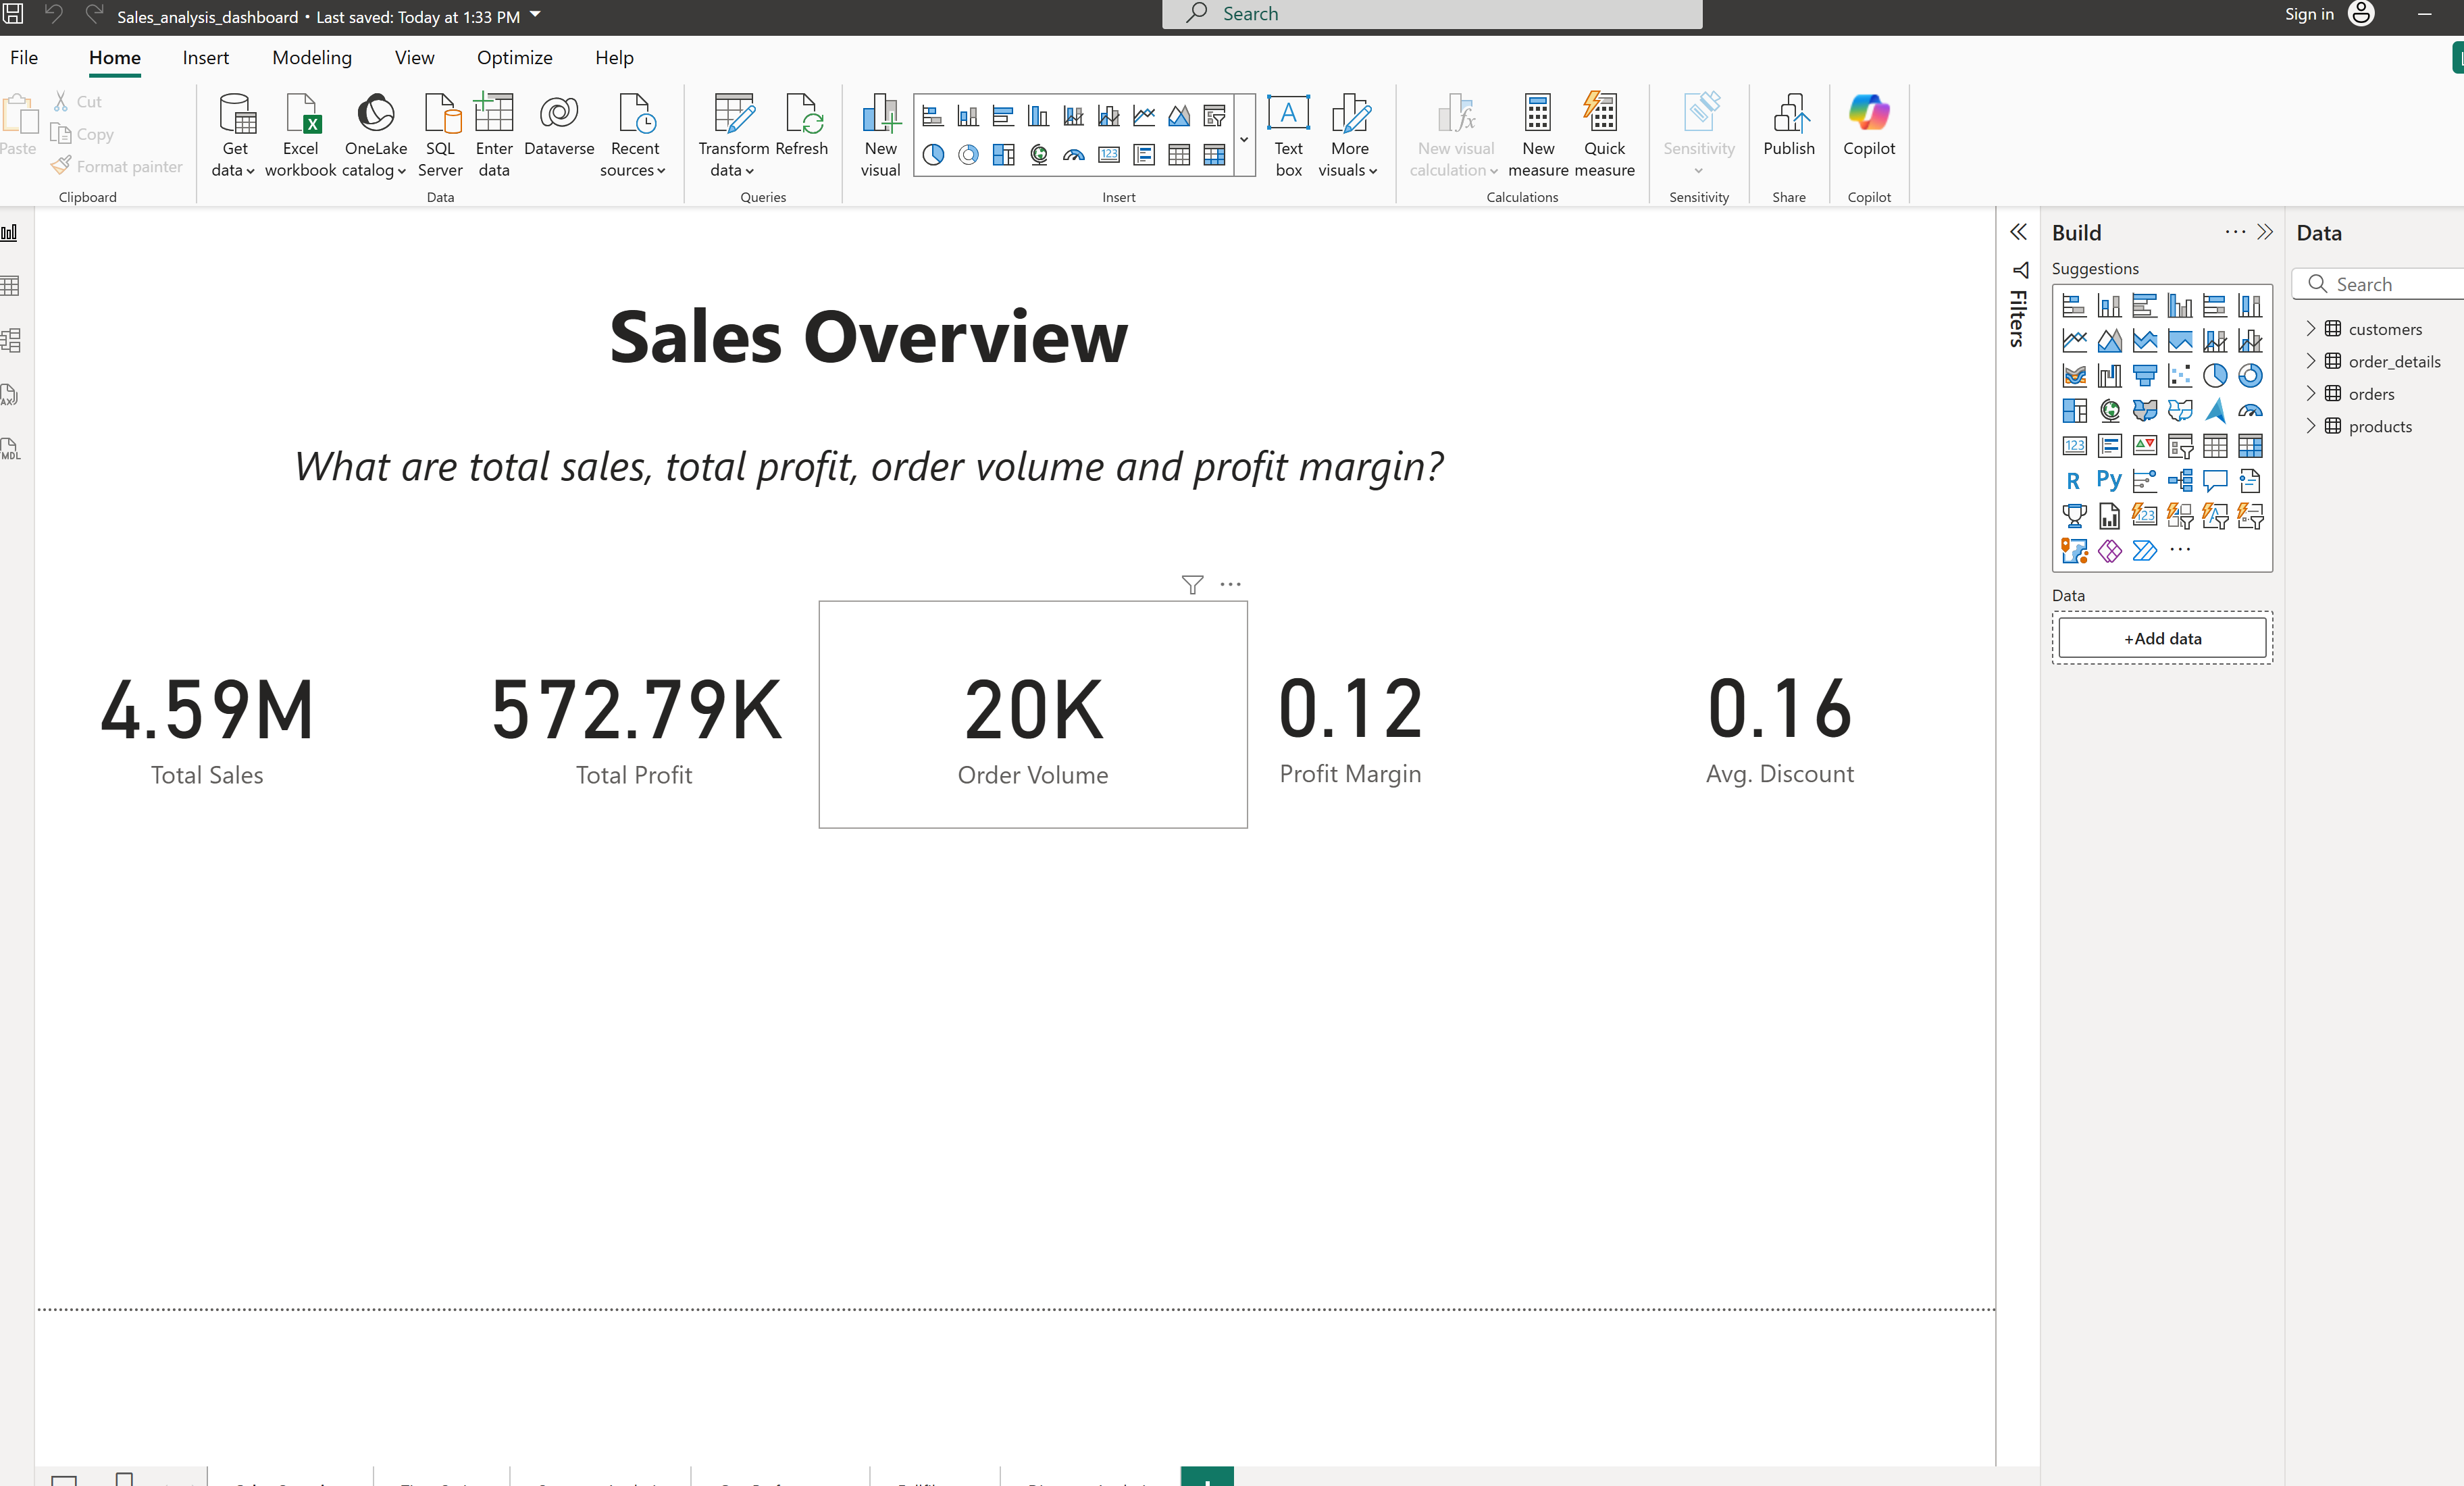 Sales_analysis_dashboard • Last saved: Today at 1:33 PM
Search
Sign in
File Home Insert Modeling View Optimize Help
Paste
Cut
Copy
Format painter
Clipboard
Get data
Excel workbook
OneLake catalog
SQL Server
Enter data
Dataverse
Recent sources
Data
Transform data
Refresh
Queries
New visual
Text box
More visuals
Insert
New visual calculation
New measure
Quick measure
Calculations
Sensitivity
Sensitivity
Publish
Share
Copilot
Copilot
Sales Overview
What are total sales, total profit, order volume and profit margin?
4.59M
Total Sales
572.79K
Total Profit
20K
Order Volume
0.12
Profit Margin
0.16
Avg. Discount
Filters
Build
Suggestions
R
Py
Data
+Add data
Data
Search
customers
order_details
orders
products